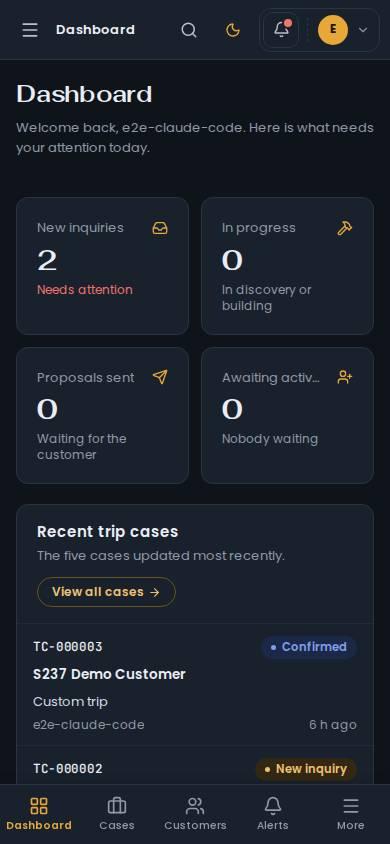 Dashboard
E
Dashboard
Welcome back, e2e-claude-code. Here is what needs
your attention today.
New inquiries
2
Needs attention
In progress
0
In discovery or
building
Proposals sent
0
Waiting for the
customer
Awaiting activ...
0
Nobody waiting
Recent trip cases
The five cases updated most recently.
View all cases →
TC-000003
Confirmed
S237 Demo Customer
Custom trip
e2e-claude-code
6 h ago
TC-000002
New inquiry
Dashboard
Cases
Customers
Alerts
More